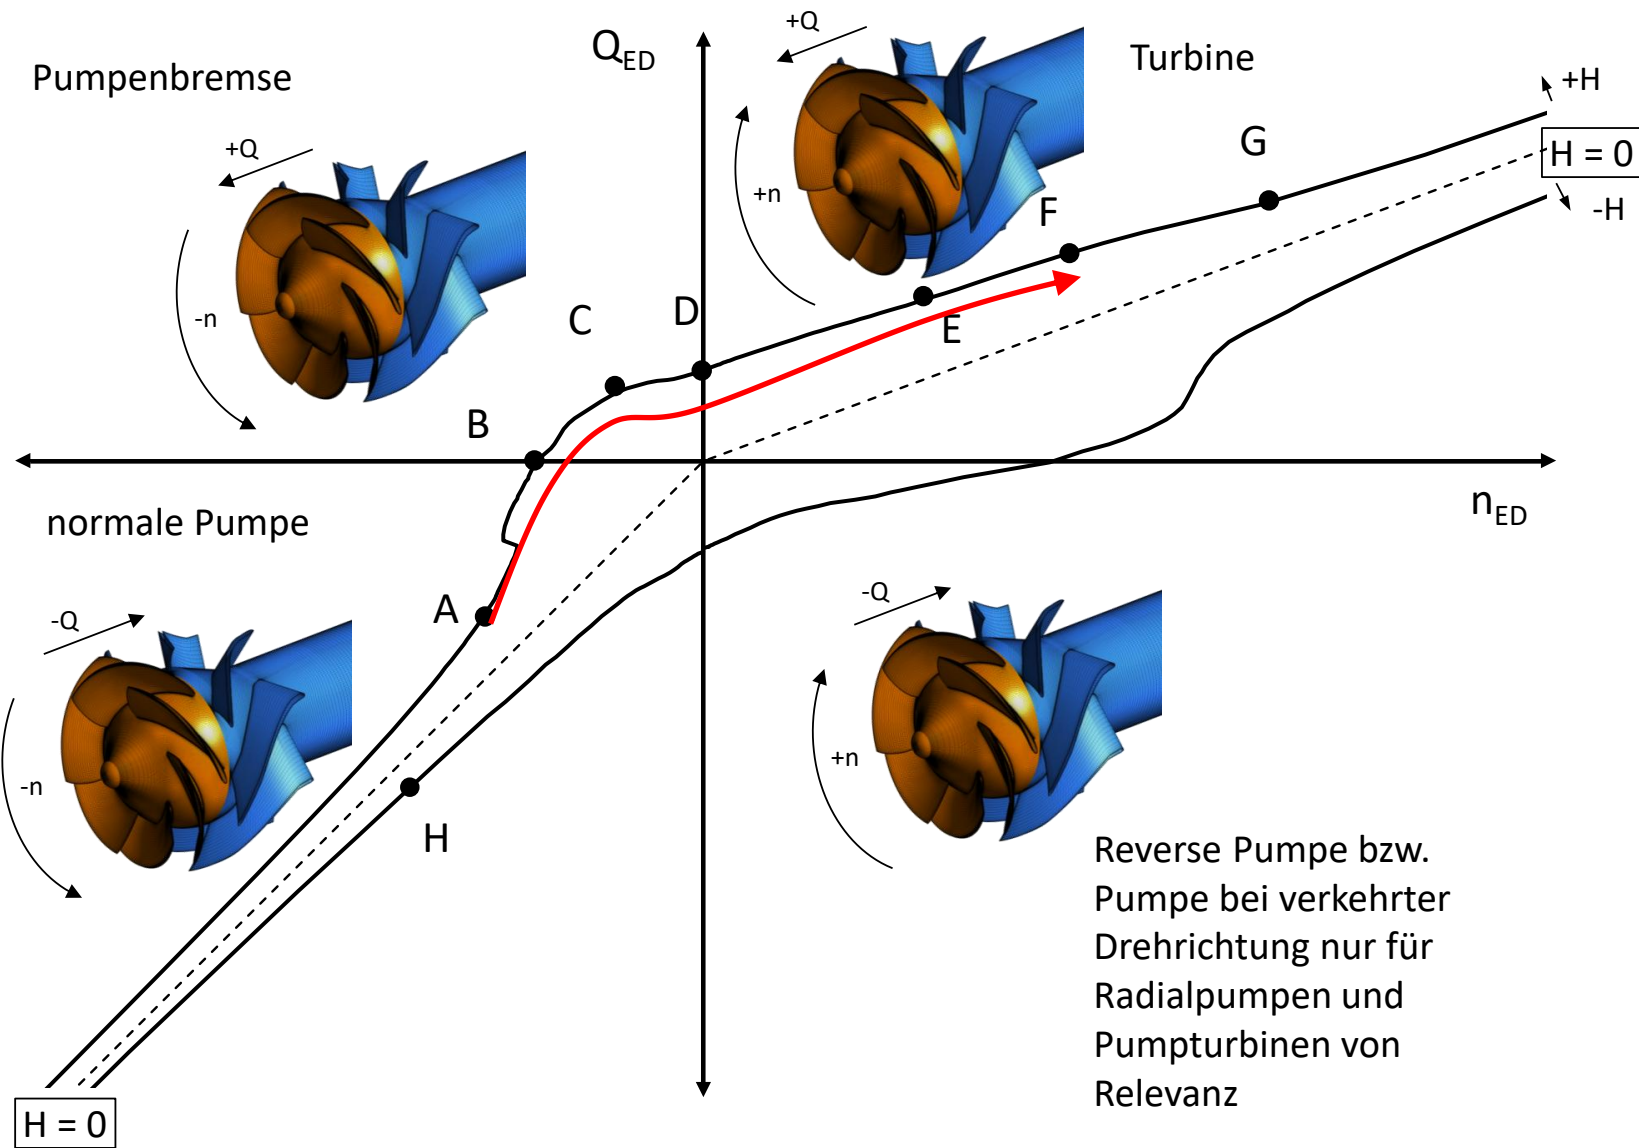 Pumpenbremse
Q_ED
+Q
Turbine
+H
H = 0
-H
G
+Q
+n
F
-n
C
D
E
B
normale Pumpe
n_ED
A
-Q
-Q
-n
+n
H
Reverse Pumpe bzw.
Pumpe bei verkehrter
Drehrichtung nur für
Radialpumpen und
Pumpturbinen von
Relevanz
H = 0